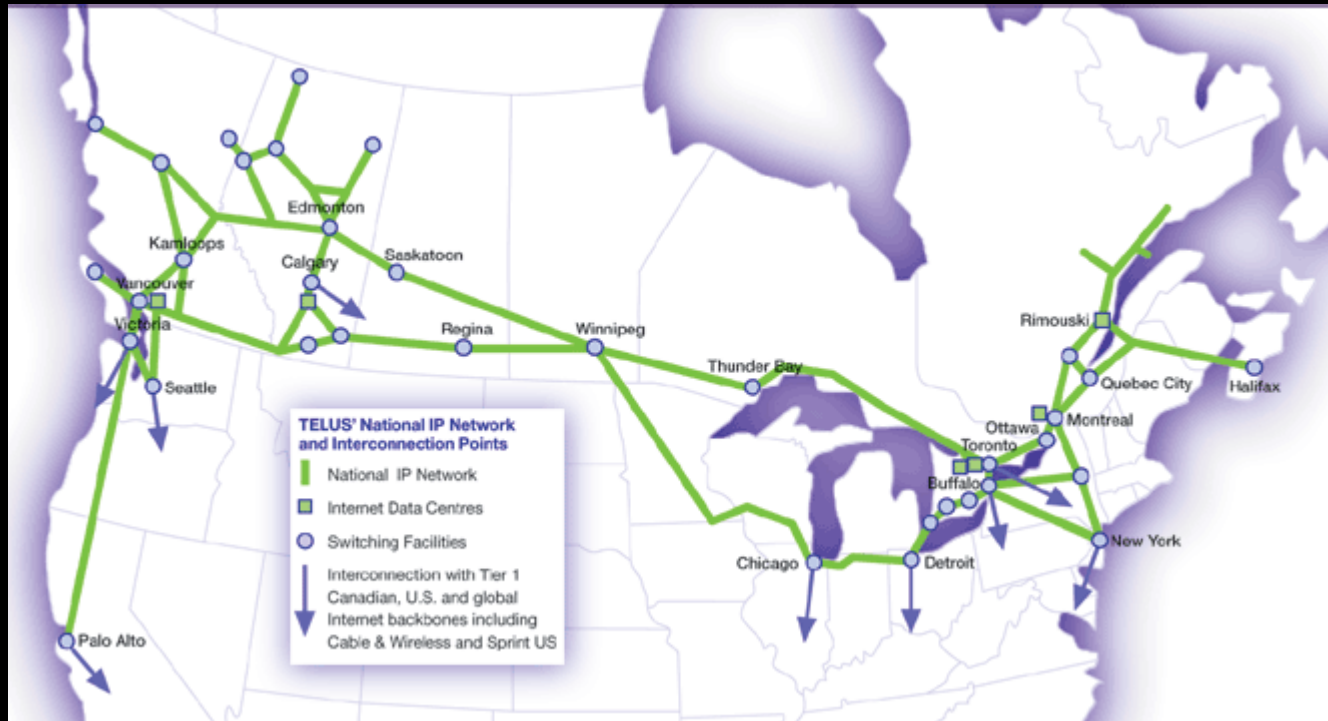 Edmonton
Kamloops
Calgary
Saskatoon
Vancouver
Victoria
Regina
Winnipeg
Rimouski
Thunder Bay
Seattle
Quebec City
Halifax
Montreal
Ottawa
Toronto
Buffalo
New York
Chicago
Detroit
Palo Alto
TELUS' National IP Network
and Interconnection Points
National IP Network
Internet Data Centres
Switching Facilities
Interconnection with Tier 1
Canadian, U.S. and global
Internet backbones including
Cable & Wireless and Sprint US